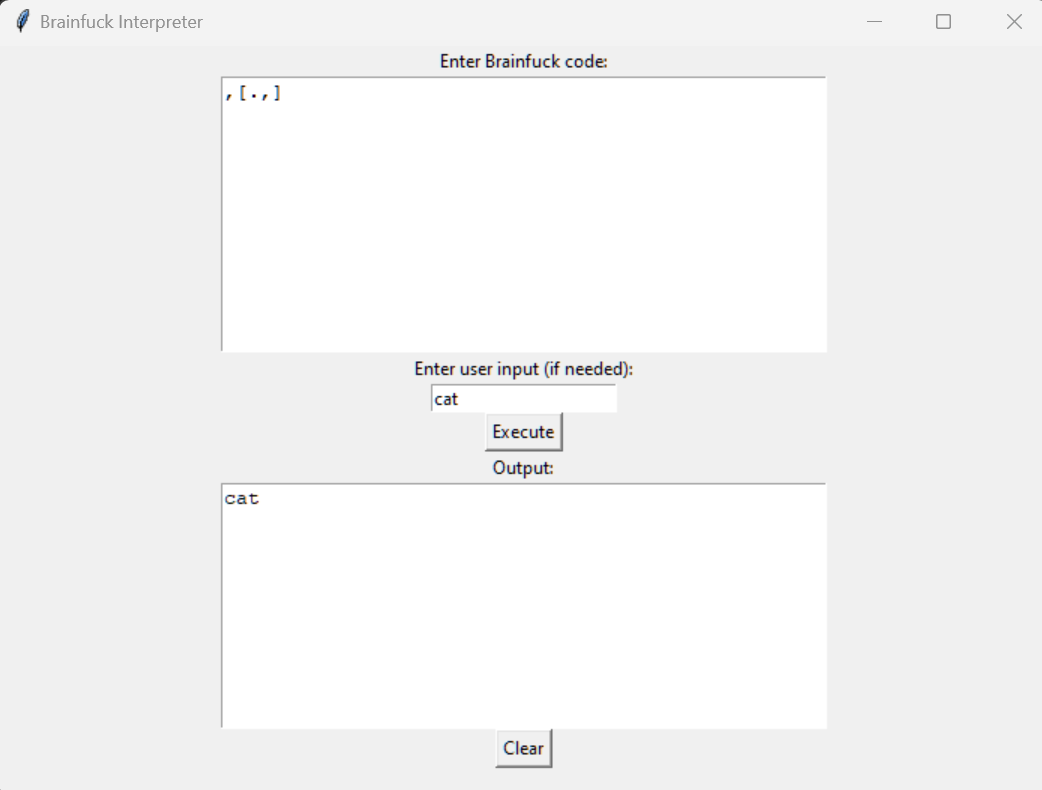 Brainfuck Interpreter
Enter Brainfuck code:
,[.,]
Enter user input (if needed):
cat
Execute
Output:
cat
Clear